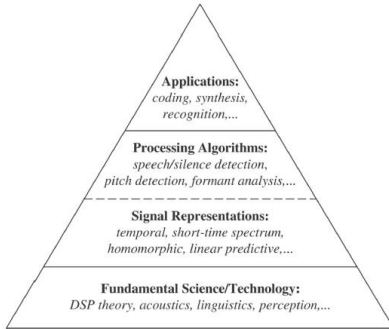 Applications:
coding, synthesis,
recognition,...
Processing Algorithms:
speech/silence detection,
pitch detection, formant analysis,...
Signal Representations:
temporal, short-time spectrum,
homomorphic, linear predictive,...
Fundamental Science/Technology:
DSP theory, acoustics, linguistics, perception,...